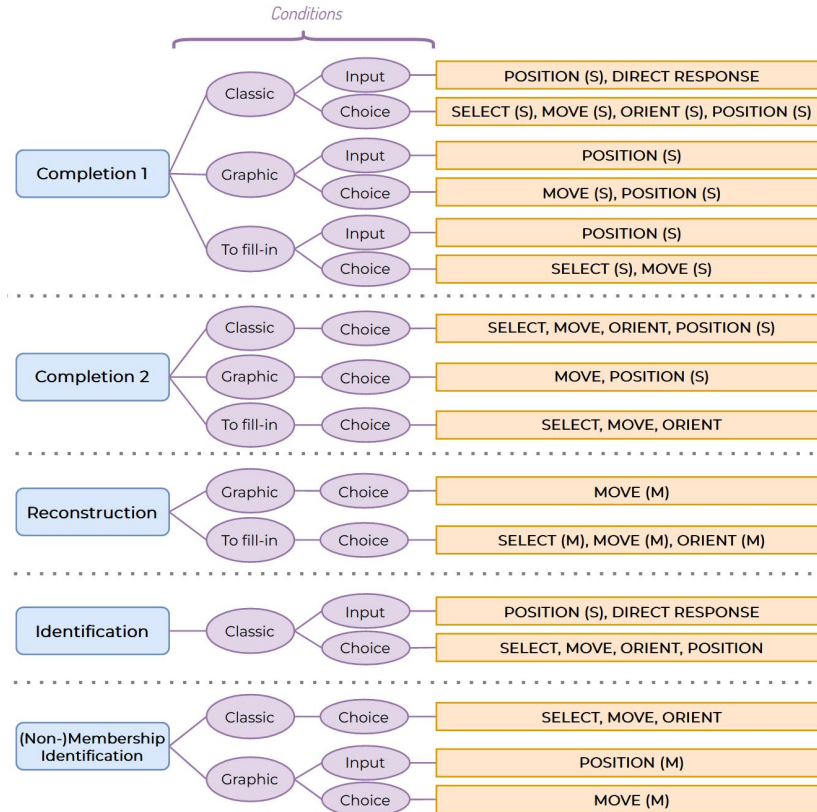 Conditions
Input
POSITION (S), DIRECT RESPONSE
Classic
Choice
SELECT (S), MOVE (S), ORIENT (S), POSITION (S)
Completion 1
Input
POSITION (S)
Graphic
Choice
MOVE (S), POSITION (S)
Input
POSITION (S)
To fill-in
Choice
SELECT (S), MOVE (S)
Completion 2
Classic
Choice
SELECT, MOVE, ORIENT, POSITION (S)
Graphic
Choice
MOVE, POSITION (S)
To fill-in
Choice
SELECT, MOVE, ORIENT
Reconstruction
Graphic
Choice
MOVE (M)
To fill-in
Choice
SELECT (M), MOVE (M), ORIENT (M)
Identification
Classic
Input
POSITION (S), DIRECT RESPONSE
Choice
SELECT, MOVE, ORIENT, POSITION
(Non-)Membership
Identification
Classic
Choice
SELECT, MOVE, ORIENT
Graphic
Input
POSITION (M)
Choice
MOVE (M)